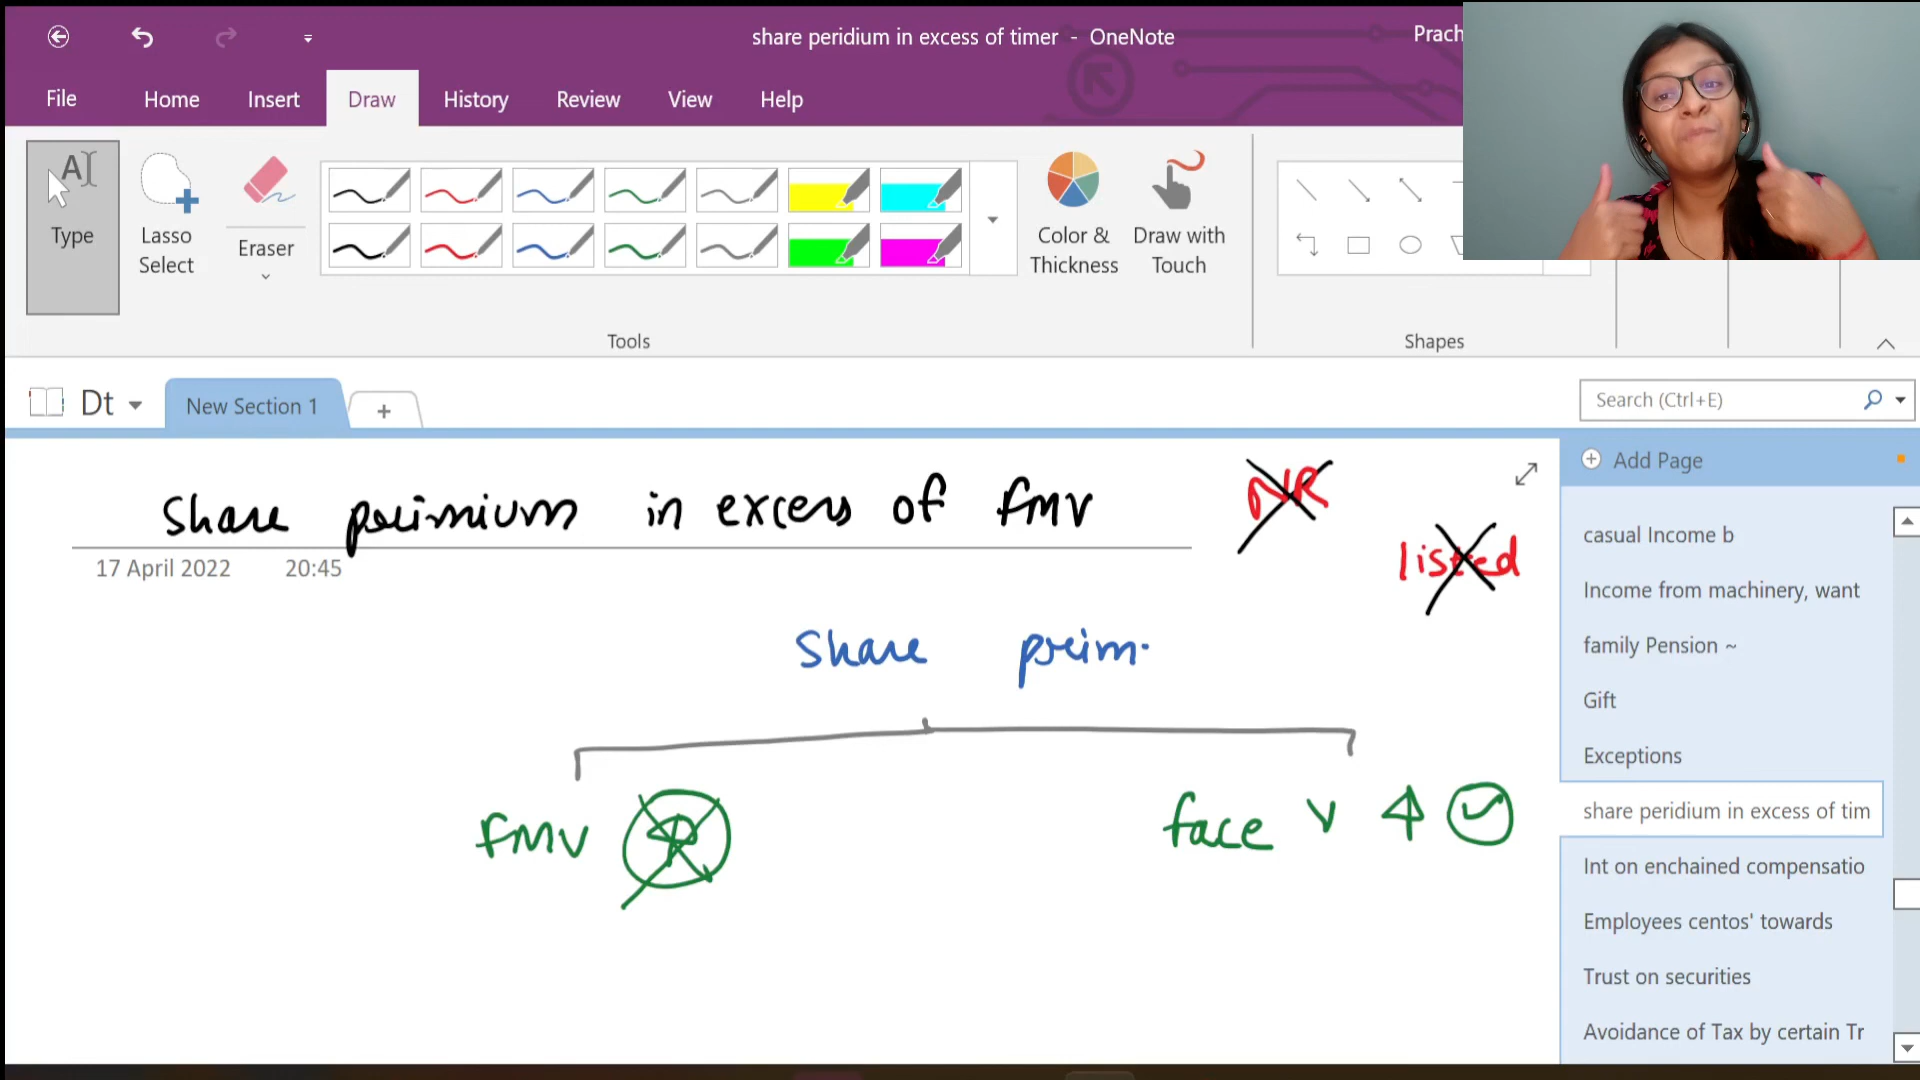 share peridium in excess of timer - OneNote
Prach
File Home Insert Draw History Review View Help
Type
Lasso Select
Eraser
Color & Thickness
Draw with Touch
Tools
Shapes
Dt
New Section 1
Search (Ctrl+E)
Share premium in excess of FMV
NR
listed
17 April 2022 20:45
Share prem.
FMV
face v
Add Page
casual Income b
Income from machinery, want
family Pension ~
Gift
Exceptions
share peridium in excess of tim
Int on enchained compensatio
Employees centos' towards
Trust on securities
Avoidance of Tax by certain Tr